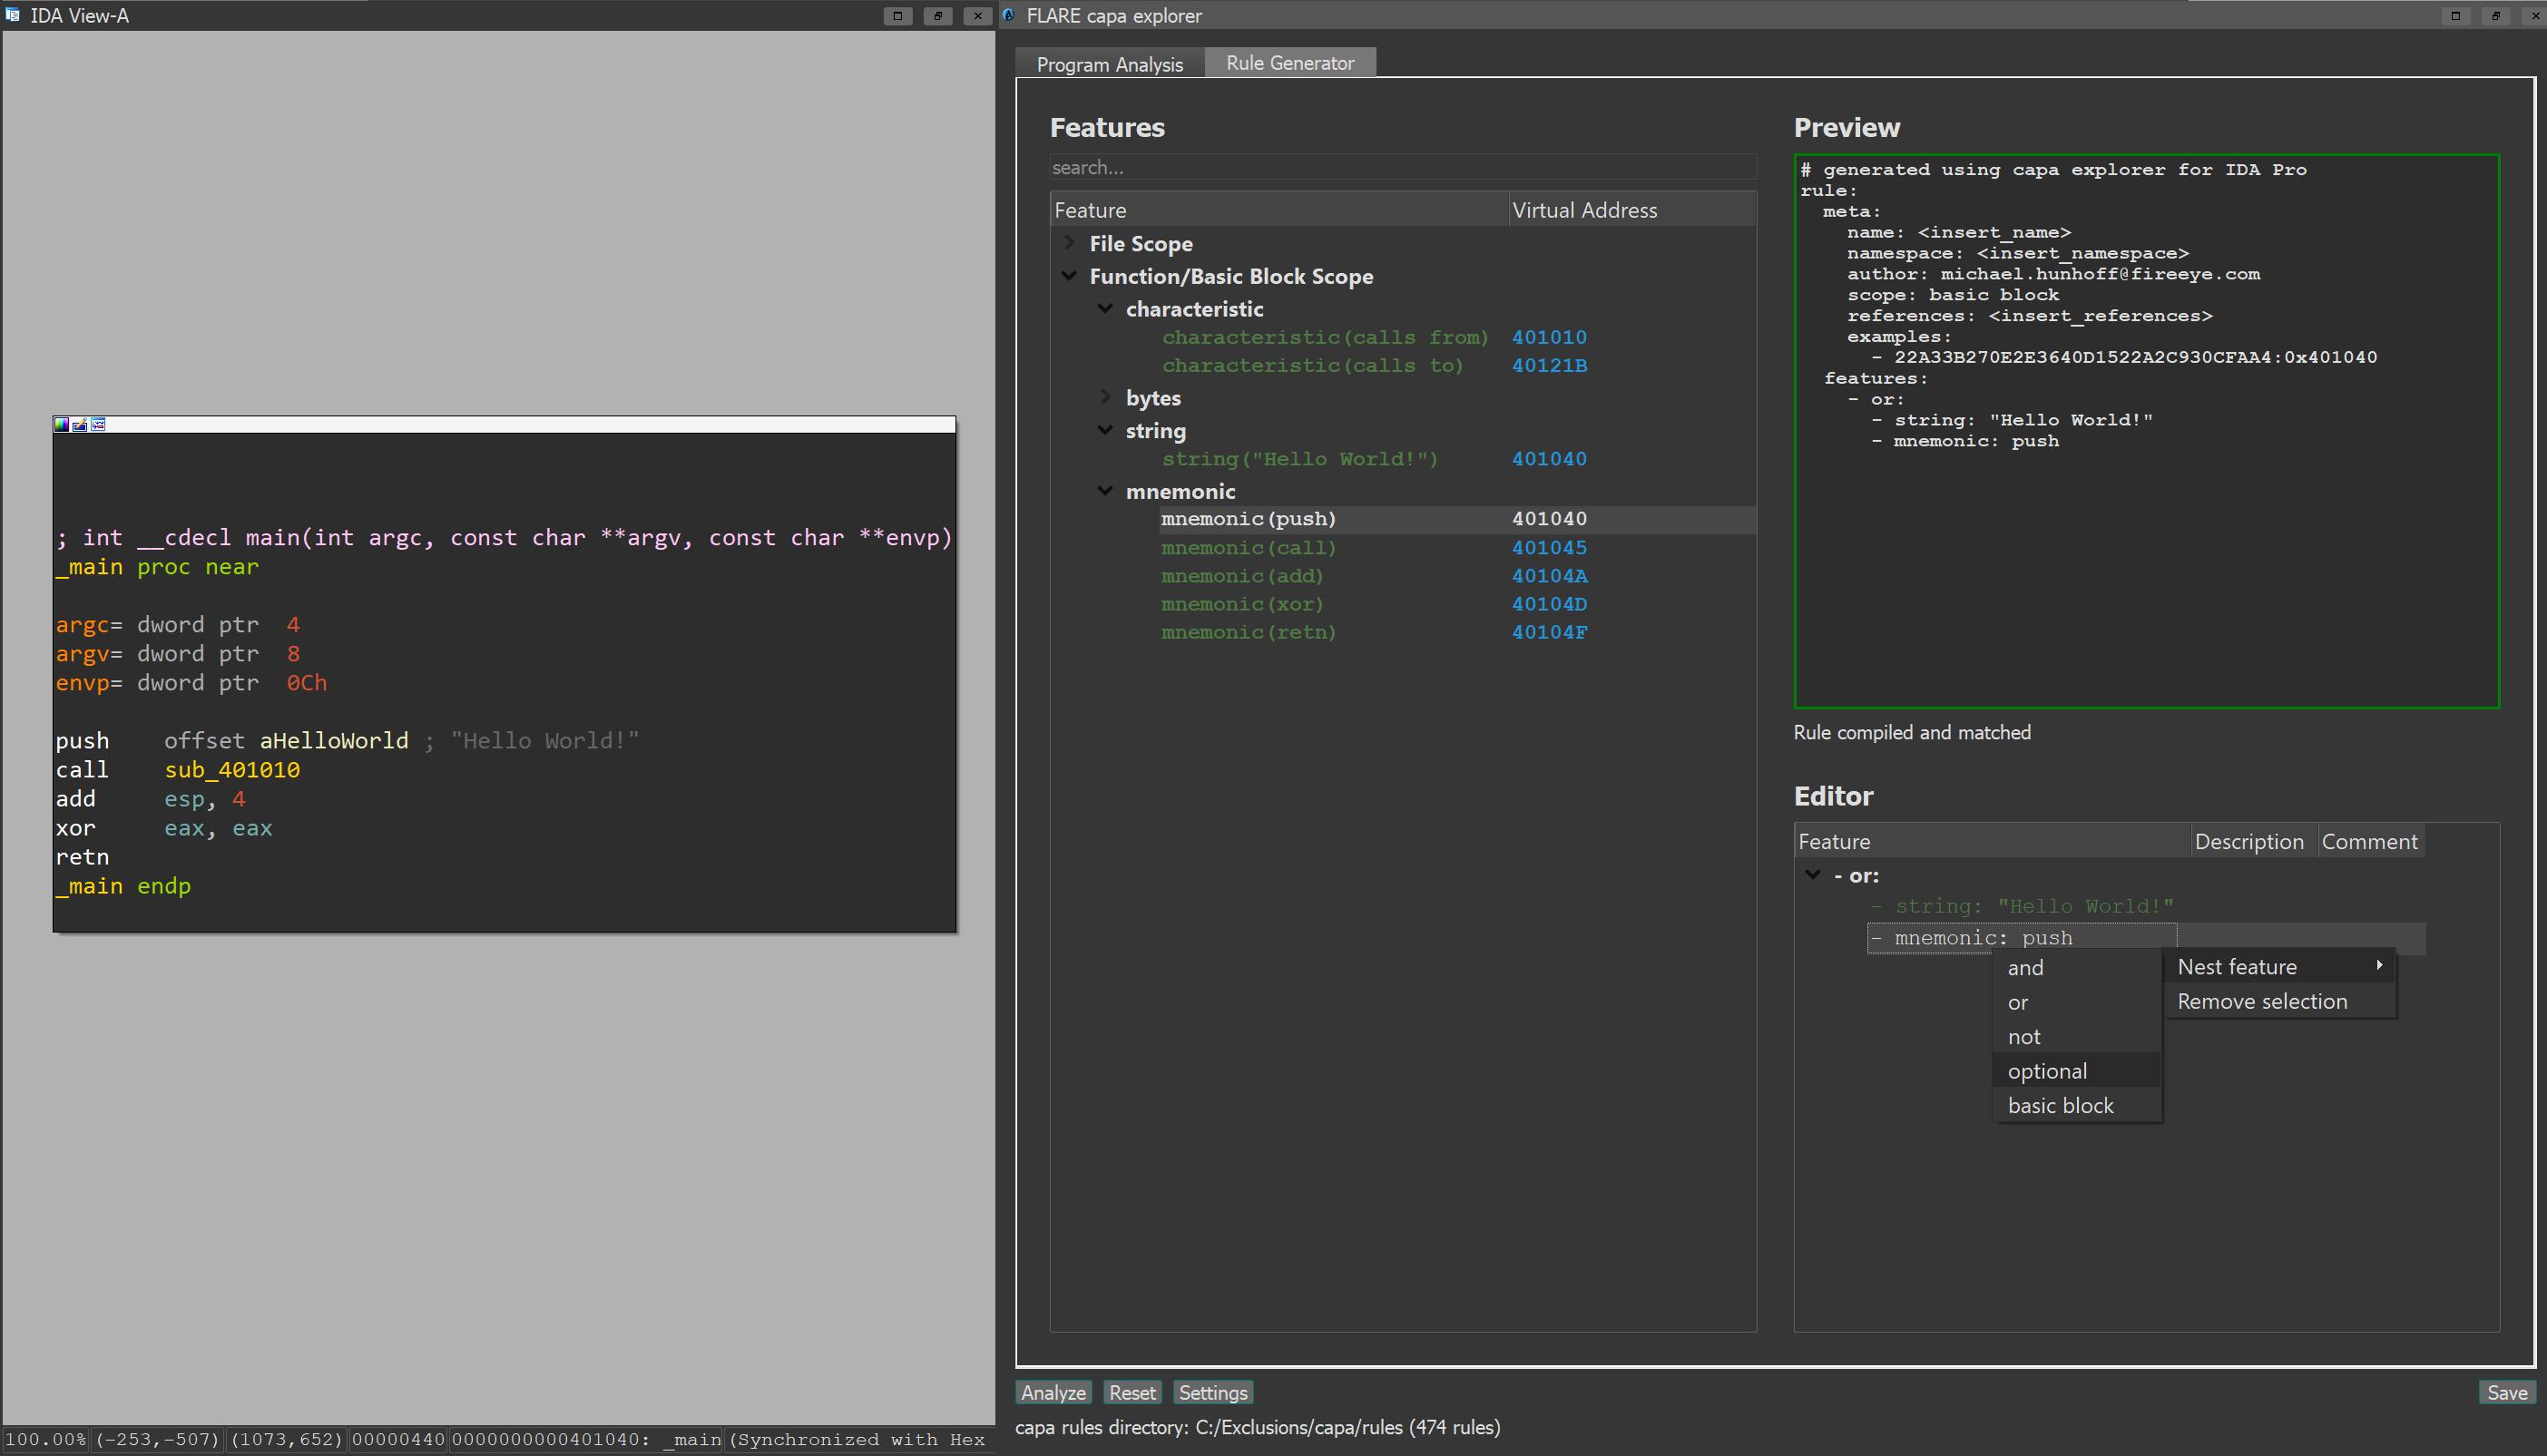 IDA View-A
; int __cdecl main(int argc, const char **argv, const char **envp)
_main proc near
argc= dword ptr  4
argv= dword ptr  8
envp= dword ptr  0Ch
push    offset aHelloWorld ; "Hello World!"
call    sub_401010
add     esp, 4
xor     eax, eax
retn
_main endp
100.00% (-253,-507) (1073,652) 00000440 0000000000401040: _main (Synchronized with Hex
FLARE capa explorer
Program Analysis
Rule Generator
Features
search...
Feature Virtual Address
File Scope
Function/Basic Block Scope
characteristic
characteristic(calls from) 401010
characteristic(calls to) 40121B
bytes
string
string("Hello World!") 401040
mnemonic
mnemonic(push) 401040
mnemonic(call) 401045
mnemonic(add) 40104A
mnemonic(xor) 40104D
mnemonic(retn) 40104F
Preview
# generated using capa explorer for IDA Pro
rule:
  meta:
    name: <insert_name>
    namespace: <insert_namespace>
    author: michael.hunhoff@fireeye.com
    scope: basic block
    references: <insert_references>
    examples:
      - 22A33B270E2E3640D1522A2C930CFAA4:0x401040
  features:
    - or:
      - string: "Hello World!"
      - mnemonic: push
Rule compiled and matched
Editor
Feature Description Comment
- or:
- string: "Hello World!"
- mnemonic: push
and
or
not
optional
basic block
Nest feature
Remove selection
Analyze Reset Settings
Save
capa rules directory: C:/Exclusions/capa/rules (474 rules)